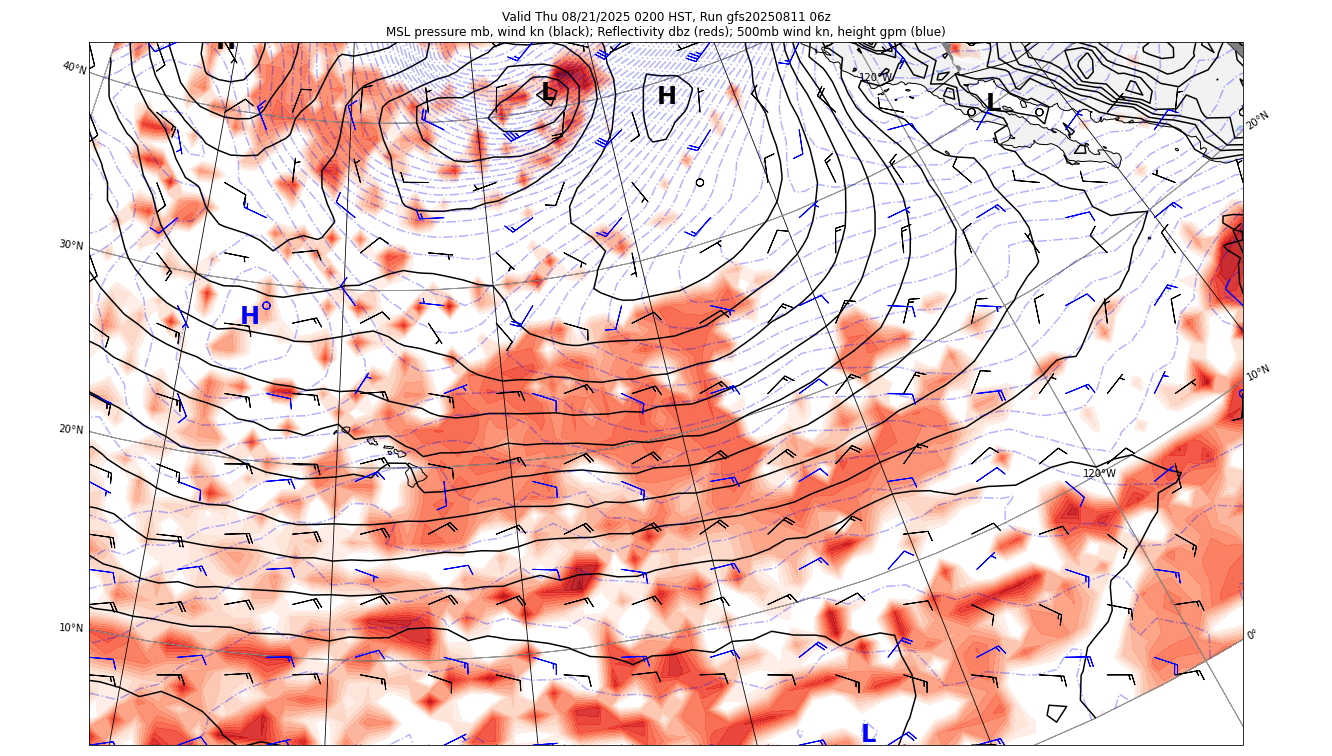 Valid Thu 08/21/2025 0200 HST, Run gfs20250811 06z
MSL pressure mb, wind kn (black); Reflectivity dbz (reds); 500mb wind kn, height gpm (blue)
H
40°N
120°W
L
H
L
20°N
30°N
H
10°N
20°N
120°W
10°N
0°
L